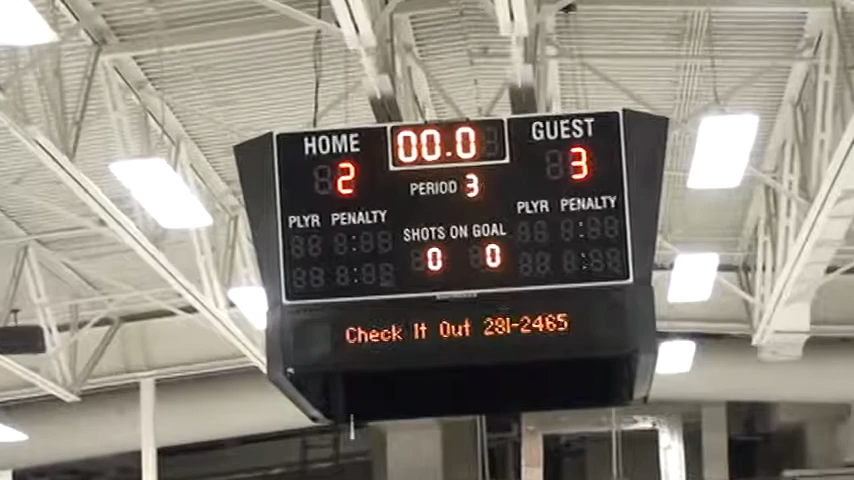 HOME 00.0 GUEST
2 PERIOD 3 3
PLYR PENALTY PLYR PENALTY
SHOTS ON GOAL
0 0
Check It Out 281-2465